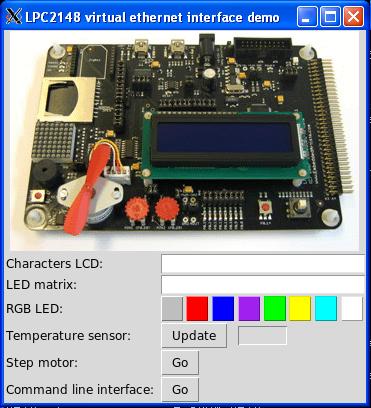 LPC2148 virtual ethernet interface demo
Characters LCD:
LED matrix:
RGB LED:
Temperature sensor: Update
Step motor: Go
Command line interface: Go